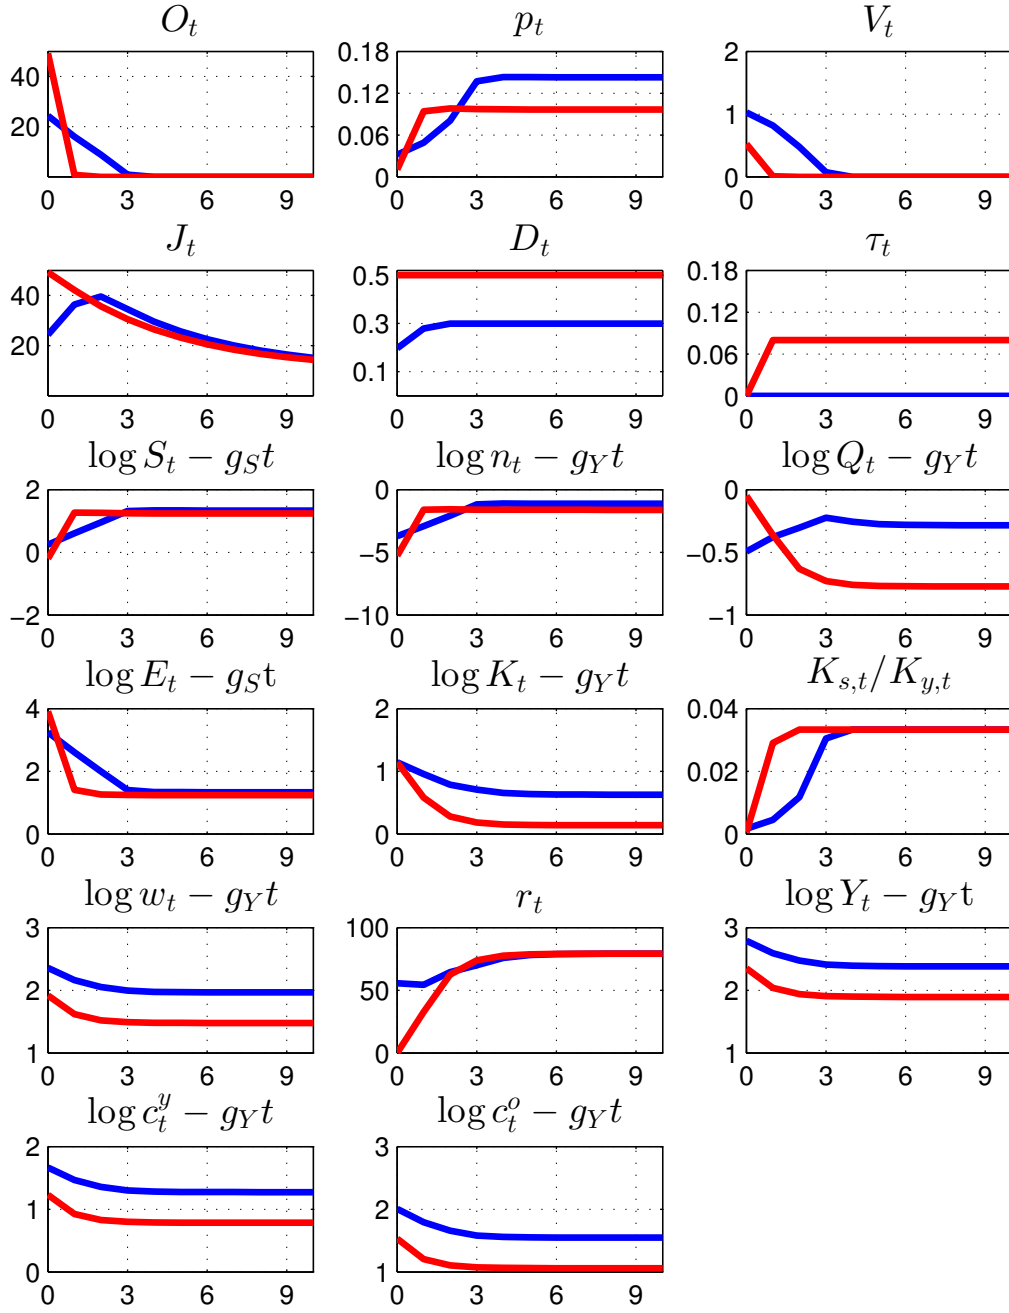 O_t p_t V_t
40 20 0 3 6 9
0.18 0.12 0.06 0 0 3 6 9
2 1 0 0 3 6 9
J_t D_t τ_t
40 20 0 3 6 9
0.5 0.3 0.1 0 3 6 9
0.18 0.12 0.06 0 0 3 6 9
log S_t − g_S t log n_t − g_Y t log Q_t − g_Y t
2 0 −2 0 3 6 9
0 −5 −10 0 3 6 9
0 −0.5 −1 0 3 6 9
log E_t − g_S t log K_t − g_Y t K_{s,t}/K_{y,t}
4 2 0 0 3 6 9
2 1 0 0 3 6 9
0.04 0.02 0 0 3 6 9
log w_t − g_Y t r_t log Y_t − g_Y t
3 2 1 0 3 6 9
100 50 0 0 3 6 9
3 2 1 0 3 6 9
log c_t^y − g_Y t log c_t^o − g_Y t
2 1 0 0 3 6 9
3 2 1 0 3 6 9